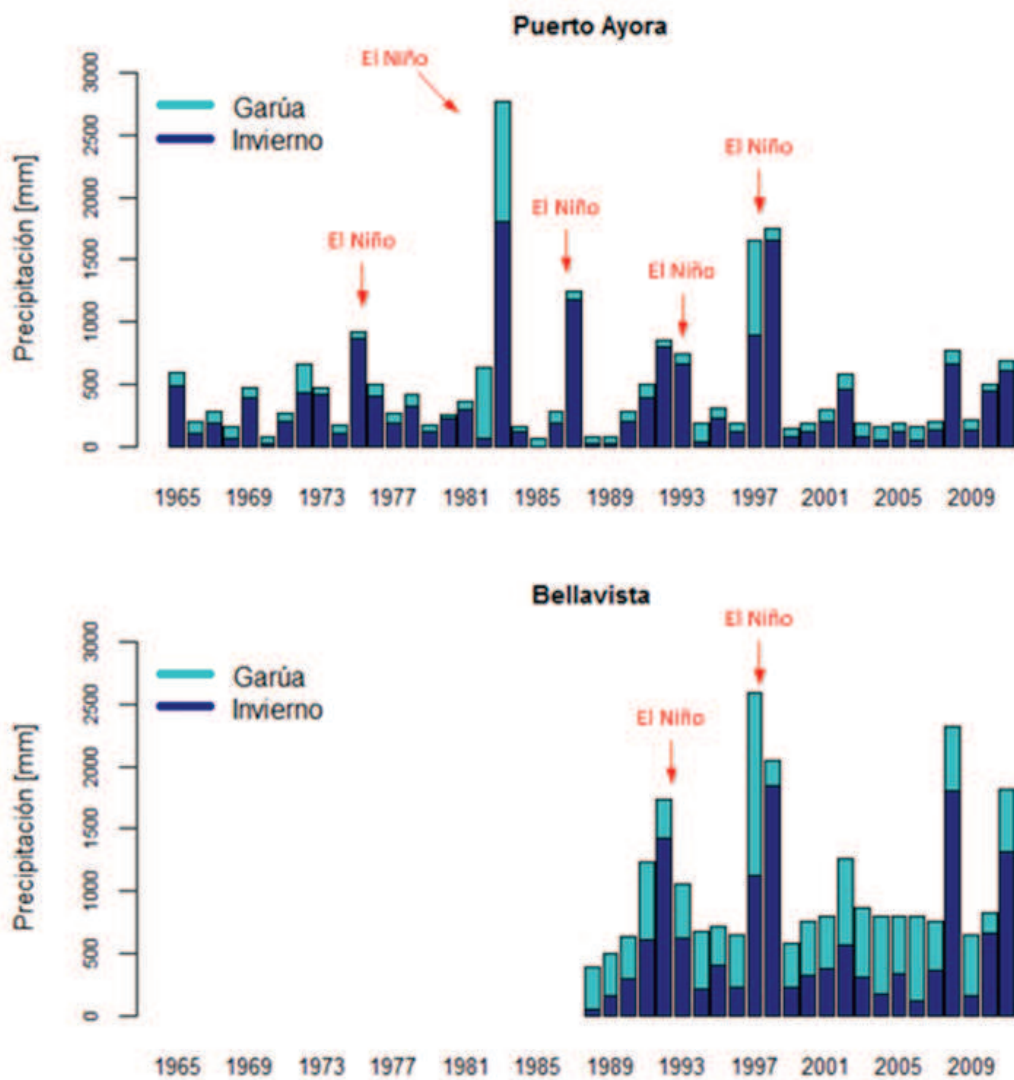 Puerto Ayora
El Niño
3000
Garúa
Invierno
2500
El Niño
2000
El Niño
El Niño
1500
El Niño
1000
500
0
Precipitación [mm]
1965 1969 1973 1977 1981 1985 1989 1993 1997 2001 2005 2009
Bellavista
El Niño
3000
Garúa
Invierno
2500
El Niño
2000
1500
1000
500
0
Precipitación [mm]
1965 1969 1973 1977 1981 1985 1989 1993 1997 2001 2005 2009